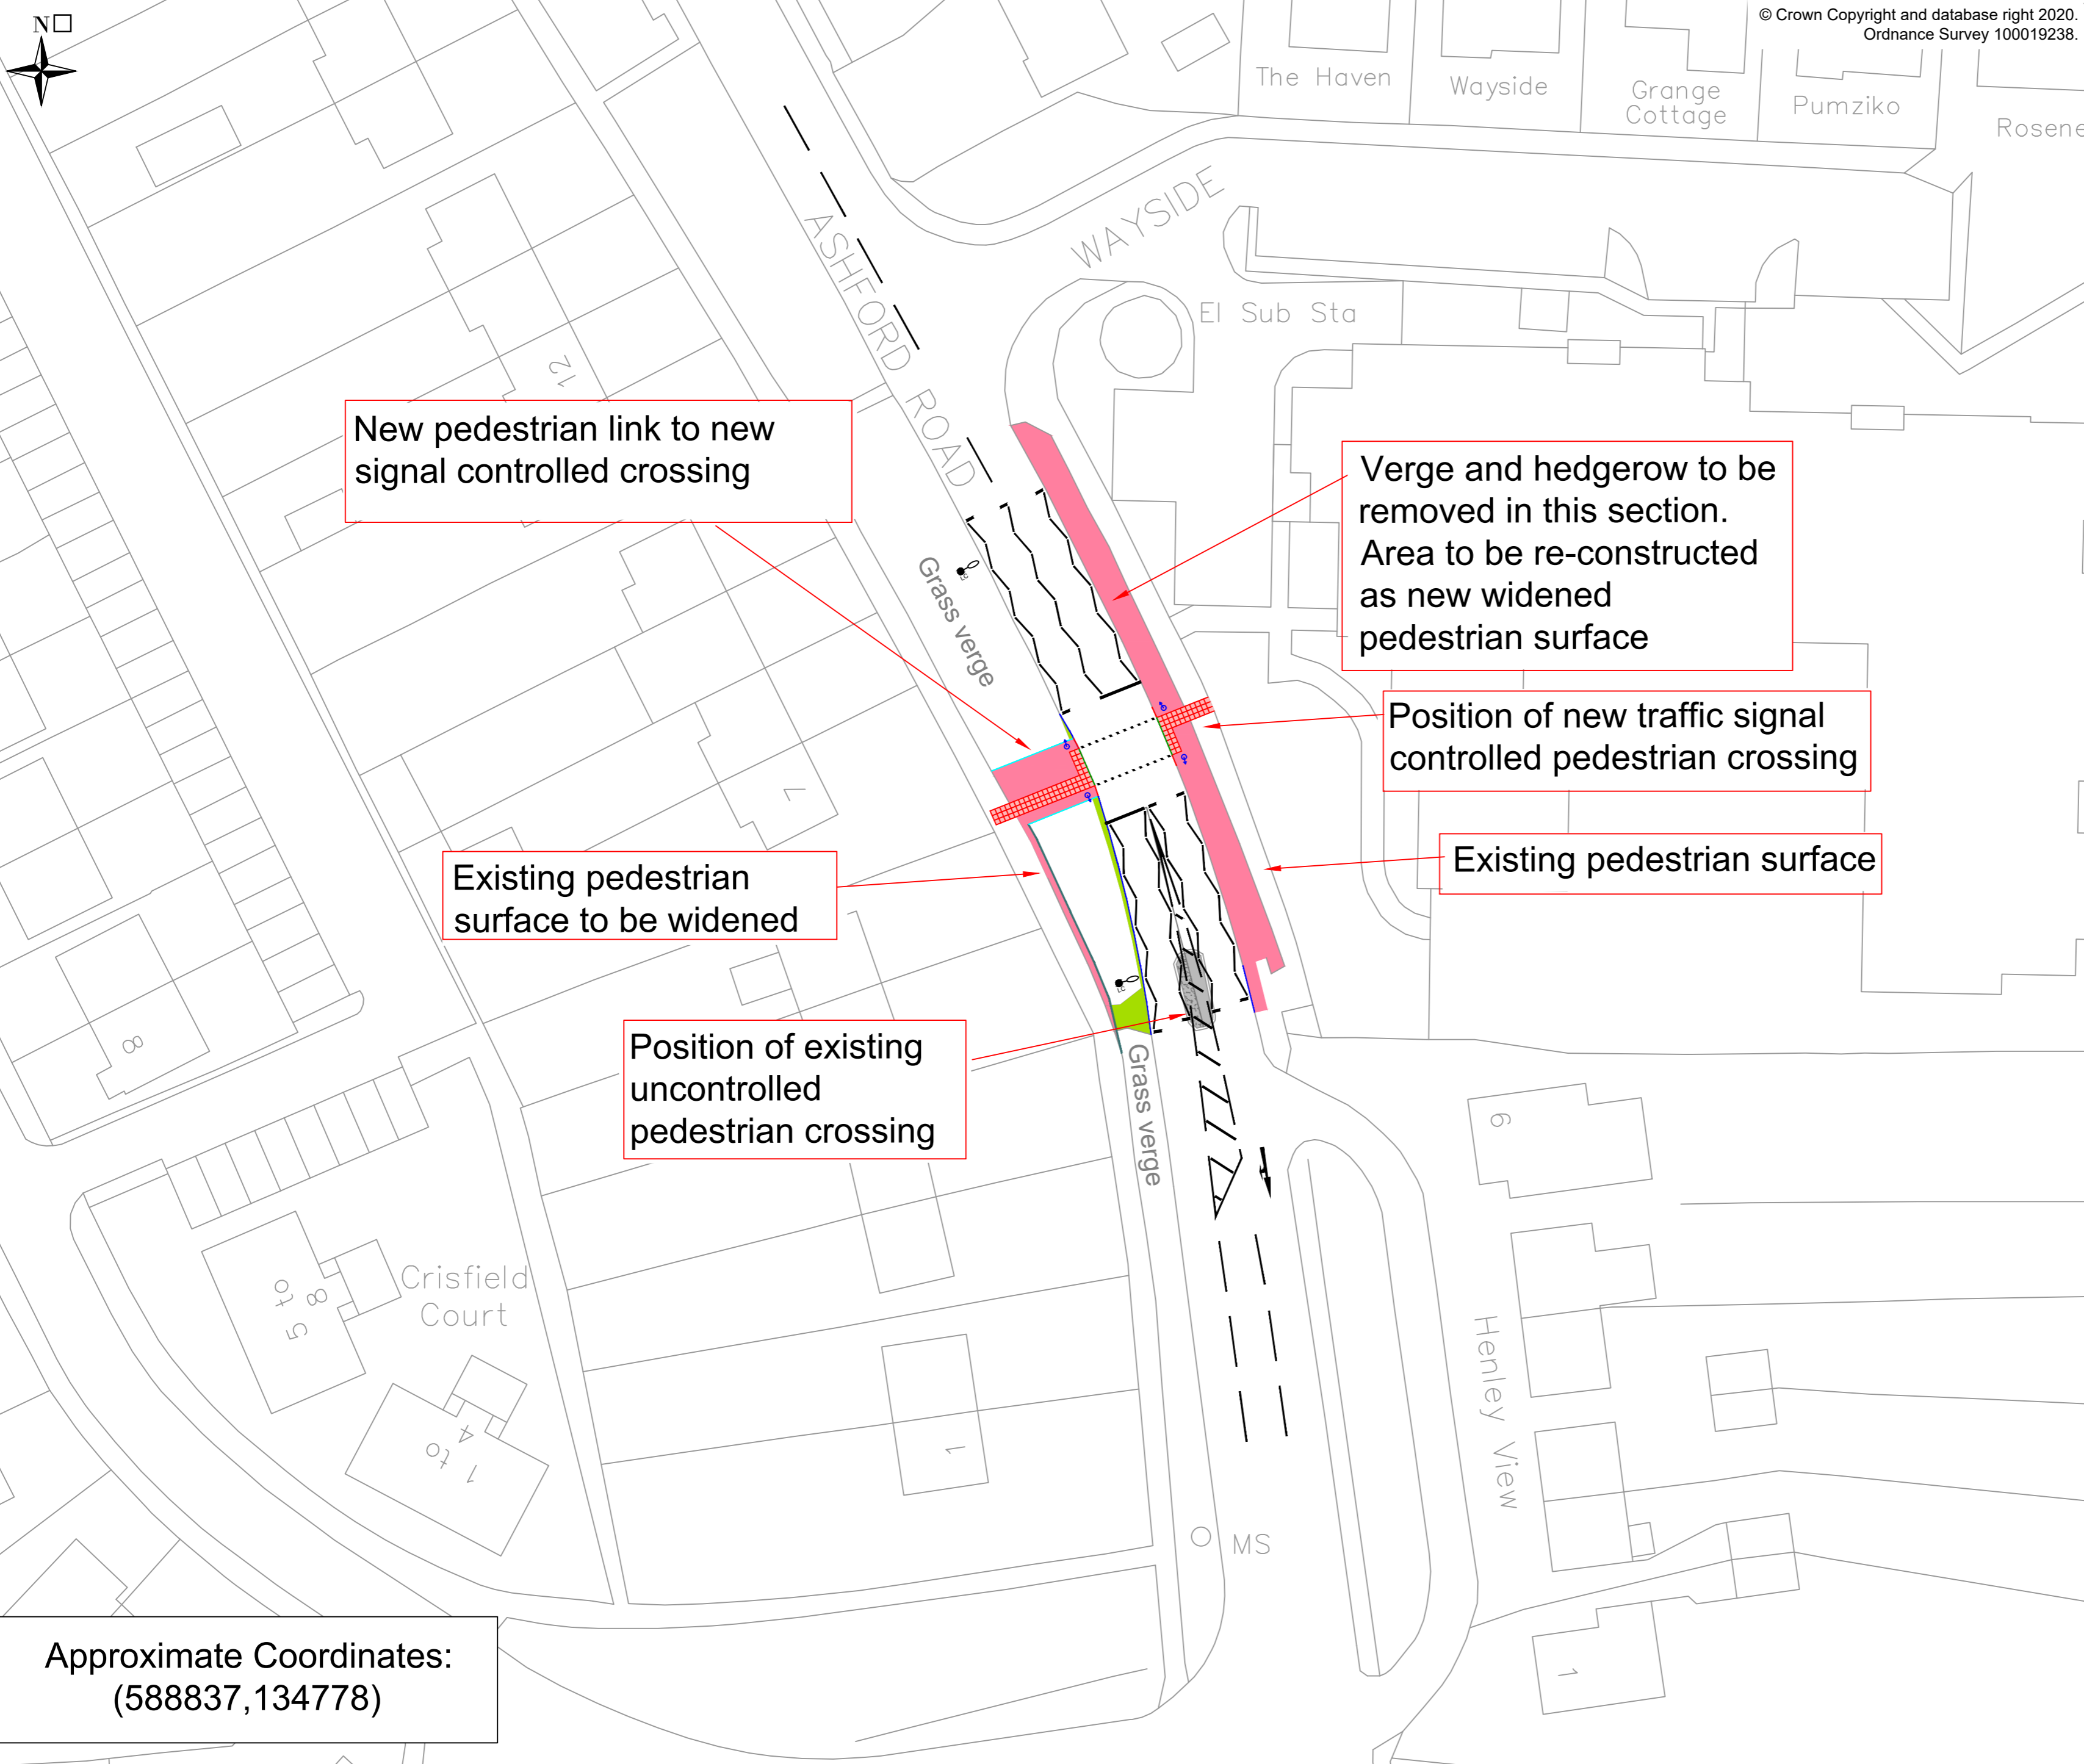 © Crown Copyright and database right 2020.
Ordnance Survey 100019238.
N
The Haven
Wayside
Grange
Cottage
Pumziko
Rosene
WAYSIDE
ASHFORD ROAD
El Sub Sta
12
New pedestrian link to new
signal controlled crossing
Verge and hedgerow to be
removed in this section.
Area to be re-constructed
as new widened
pedestrian surface
Grass verge
Position of new traffic signal
controlled pedestrian crossing
7
Existing pedestrian surface
Existing pedestrian
surface to be widened
8
Position of existing
uncontrolled
pedestrian crossing
Grass verge
6
Crisfield
Court
5 to 8
1 to 4
1
Henley View
MS
1
Approximate Coordinates:
(588837,134778)